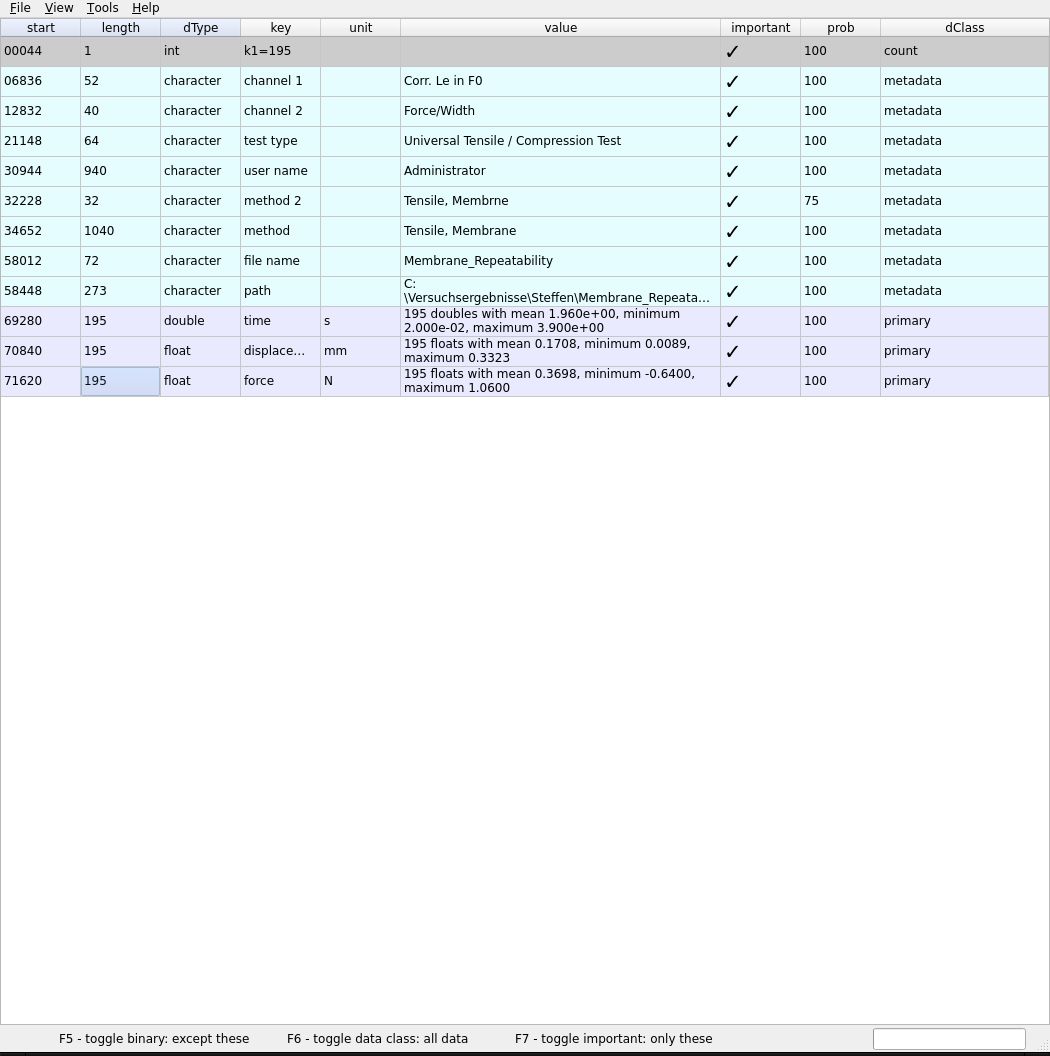 File View Tools Help
start length dType key unit value important prob dClass
00044 1 int k1=195 ✓ 100 count
06836 52 character channel 1 Corr. Le in F0 ✓ 100 metadata
12832 40 character channel 2 Force/Width ✓ 100 metadata
21148 64 character test type Universal Tensile / Compression Test ✓ 100 metadata
30944 940 character user name Administrator ✓ 100 metadata
32228 32 character method 2 Tensile, Membrne ✓ 75 metadata
34652 1040 character method Tensile, Membrane ✓ 100 metadata
58012 72 character file name Membrane_Repeatability ✓ 100 metadata
58448 273 character path C:
\Versuchsergebnisse\Steffen\Membrane_Repeata... ✓ 100 metadata
69280 195 double time s 195 doubles with mean 1.960e+00, minimum
2.000e-02, maximum 3.900e+00 ✓ 100 primary
70840 195 float displace... mm 195 floats with mean 0.1708, minimum 0.0089,
maximum 0.3323 ✓ 100 primary
71620 195 float force N 195 floats with mean 0.3698, minimum -0.6400,
maximum 1.0600 ✓ 100 primary
F5 - toggle binary: except these F6 - toggle data class: all data F7 - toggle important: only these